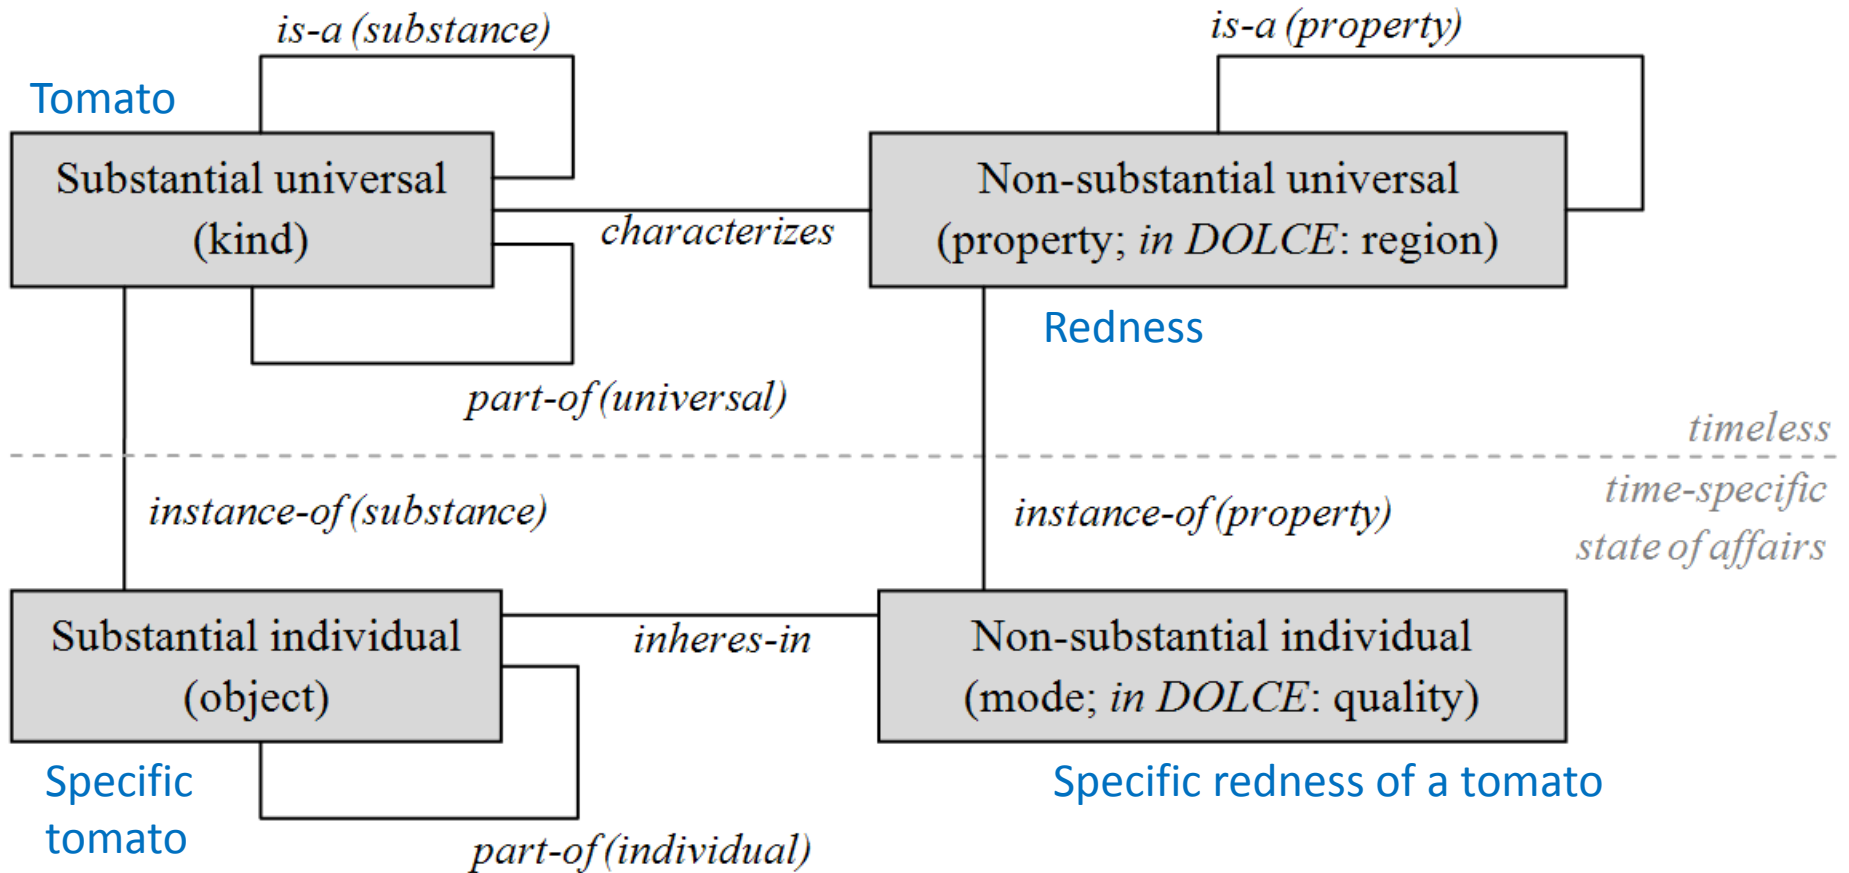 is-a (substance)
is-a (property)
Tomato
Substantial universal
(kind)
characterizes
Non-substantial universal
(property; in DOLCE: region)
Redness
part-of (universal)
timeless
time-specific
state of affairs
instance-of (substance)
instance-of (property)
Substantial individual
(object)
inheres-in
Non-substantial individual
(mode; in DOLCE: quality)
Specific
tomato
Specific redness of a tomato
part-of (individual)